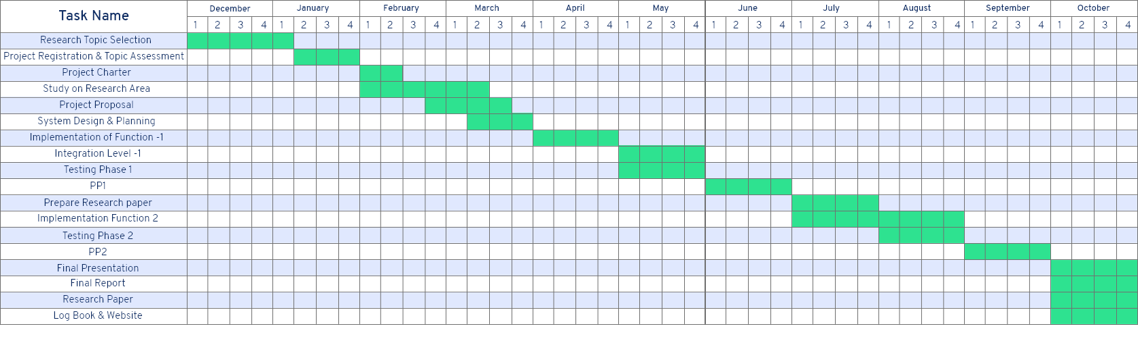 Task Name
December January February March April May June July August September October
1 2 3 4 1 2 3 4 1 2 3 4 1 2 3 4 1 2 3 4 1 2 3 4 1 2 3 4 1 2 3 4 1 2 3 4 1 2 3 4 1 2 3 4
Research Topic Selection
Project Registration & Topic Assessment
Project Charter
Study on Research Area
Project Proposal
System Design & Planning
Implementation of Function -1
Integration Level -1
Testing Phase 1
PP1
Prepare Research paper
Implementation Function 2
Testing Phase 2
PP2
Final Presentation
Final Report
Research Paper
Log Book & Website